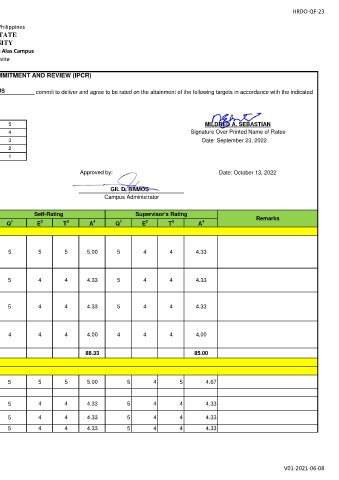 HRDO-QF-23
Philippines
TATE
SITY
Alas Campus
vite
MMITMENT AND REVIEW (IPCR)
commit to deliver and agree to be rated on the attainment of the following targets in accordance with the indicated
MILDRED A. SEBASTIAN
Signature Over Printed Name of Ratee
Date: September 23, 2022
5
4
3
2
1
Approved by: Date: October 13, 2022
GIL D. RAMOS
Campus Administrator
Self-Rating Supervisor's Rating Remarks
Q¹ E² T³ A⁴ Q¹ E² T³ A⁴
5 5 5 5.00 5 4 4 4.33
5 4 4 4.33 5 4 4 4.33
5 4 4 4.33 5 4 4 4.33
4 4 4 4.00 4 4 4 4.00
88.33 85.00
5 5 5 5.00 5 4 5 4.67
5 4 4 4.33 5 4 4 4.33
5 4 4 4.33 5 4 4 4.33
5 4 4 4.33 5 4 4 4.33
V01-2021-06-08